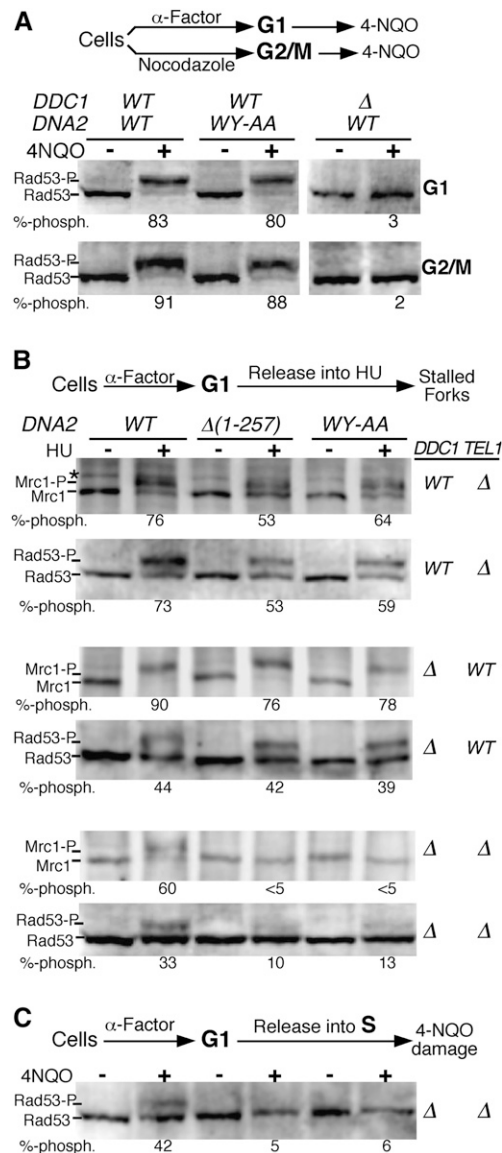 A
α-Factor G1 4-NQO
Cells
Nocodazole G2/M 4-NQO
DDC1 WT WT Δ
DNA2 WT WY-AA WT
4NQO - + - + - +
Rad53-P
Rad53
G1
%-phosph. 83 80 3
Rad53-P
Rad53
G2/M
%-phosph. 91 88 2
B
Cells α-Factor G1 Release into HU Stalled Forks
DNA2 WT Δ(1-257) WY-AA
HU - + - + - + DDC1 TEL1
*
Mrc1-P
Mrc1
WT Δ
%-phosph. 76 53 64
Rad53-P
Rad53
WT Δ
%-phosph. 73 53 59
Mrc1-P
Mrc1
Δ WT
%-phosph. 90 76 78
Rad53-P
Rad53
Δ WT
%-phosph. 44 42 39
Mrc1-P
Mrc1
Δ Δ
%-phosph. 60 <5 <5
Rad53-P
Rad53
Δ Δ
%-phosph. 33 10 13
C
Cells α-Factor G1 Release into S 4-NQO damage
4NQO - + - + - +
Rad53-P
Rad53
Δ Δ
%-phosph. 42 5 6